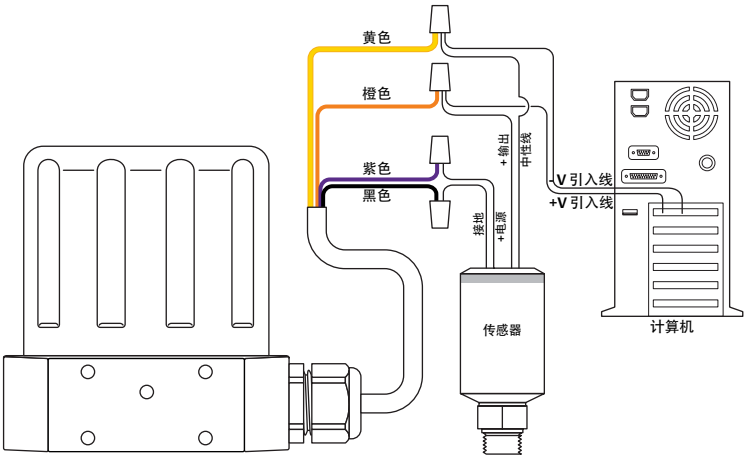 黄色
橙色
紫色
黑色
+ 输出
中性线
接地
+电源
-V 引入线
+V 引入线
传感器
计算机